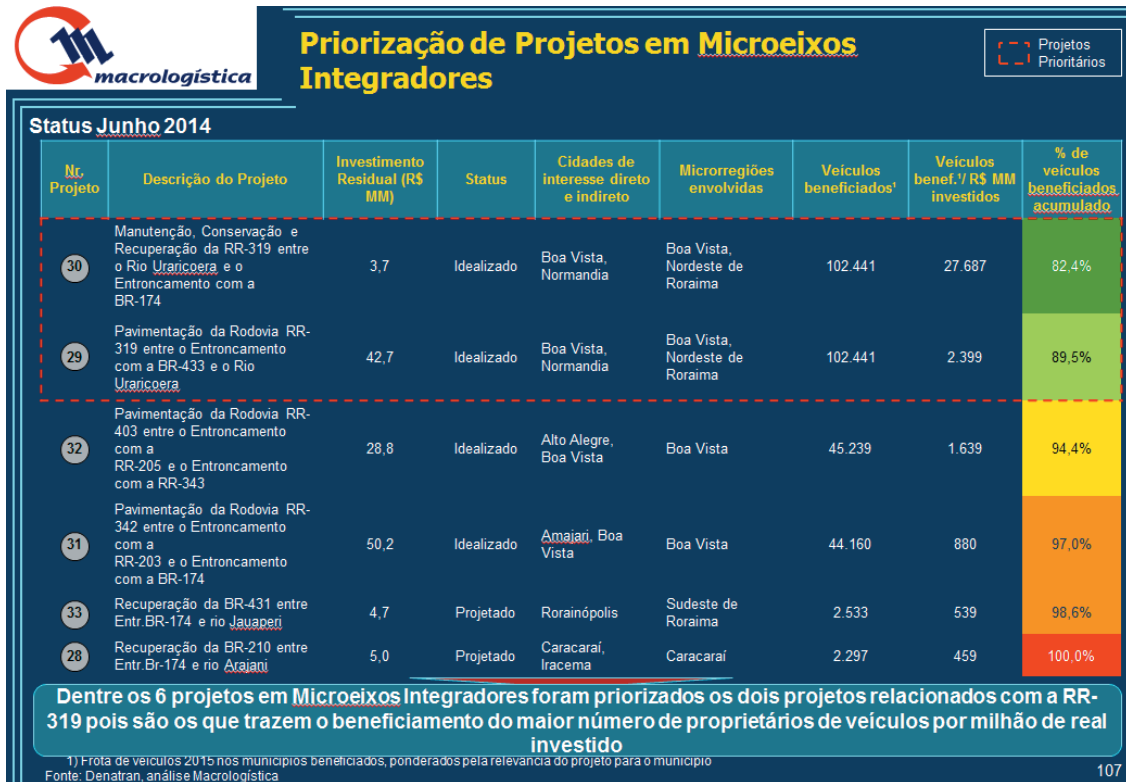 macrologística
Priorização de Projetos em Microeixos
Integradores
Projetos
Prioritários
Status Junho 2014
Nr.
Projeto
Descrição do Projeto
Investimento
Residual (R$
MM)
Status
Cidades de
interesse direto
e indireto
Microrregiões
envolvidas
Veículos
beneficiados¹
Veículos
benef.¹/ R$ MM
investidos
% de
veículos
beneficiados
acumulado
30
Manutenção, Conservação e
Recuperação da RR-319 entre
o Rio Uraricoera e o
Entroncamento com a
BR-174
3,7
Idealizado
Boa Vista,
Normandia
Boa Vista,
Nordeste de
Roraima
102.441
27.687
82,4%
29
Pavimentação da Rodovia RR-
319 entre o Entroncamento
com a BR-433 e o Rio
Uraricoera
42,7
Idealizado
Boa Vista,
Normandia
Boa Vista,
Nordeste de
Roraima
102.441
2.399
89,5%
32
Pavimentação da Rodovia RR-
403 entre o Entroncamento
com a
RR-205 e o Entroncamento
com a RR-343
28,8
Idealizado
Alto Alegre,
Boa Vista
Boa Vista
45.239
1.639
94,4%
31
Pavimentação da Rodovia RR-
342 entre o Entroncamento
com a
RR-203 e o Entroncamento
com a BR-174
50,2
Idealizado
Amajari, Boa
Vista
Boa Vista
44.160
880
97,0%
33
Recuperação da BR-431 entre
Entr.BR-174 e rio Jauaperi
4,7
Projetado
Rorainópolis
Sudeste de
Roraima
2.533
539
98,6%
28
Recuperação da BR-210 entre
Entr.Br-174 e rio Arajani
5,0
Projetado
Caracaraí,
Iracema
Caracaraí
2.297
459
100,0%
Dentre os 6 projetos em Microeixos Integradores foram priorizados os dois projetos relacionados com a RR-
319 pois são os que trazem o beneficiamento do maior número de proprietários de veículos por milhão de real
investido
1) Frota de veículos 2015 nos municípios beneficiados, ponderados pela relevância do projeto para o município
Fonte: Denatran, análise Macrologística
107